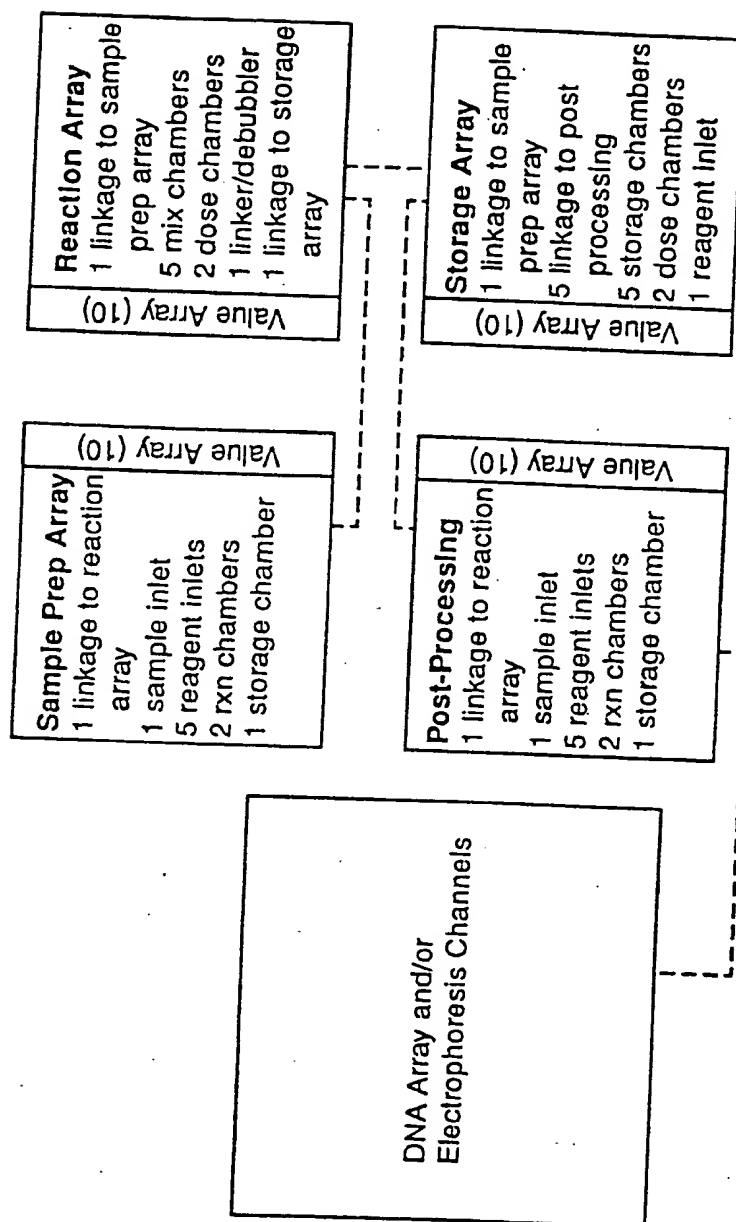 Reaction Array
1 linkage to sample
prep array
5 mix chambers
2 dose chambers
1 linker/debubbler
1 linkage to storage
array
Value Array (10)
Storage Array
1 linkage to sample
prep array
5 linkage to post
processing
5 storage chambers
2 dose chambers
1 reagent inlet
Value Array (10)
Sample Prep Array
1 linkage to reaction
array
1 sample inlet
5 reagent inlets
2 rxn chambers
1 storage chamber
Value Array (10)
Post-Processing
1 linkage to reaction
array
1 sample inlet
5 reagent inlets
2 rxn chambers
1 storage chamber
Value Array (10)
DNA Array and/or
Electrophoresis Channels